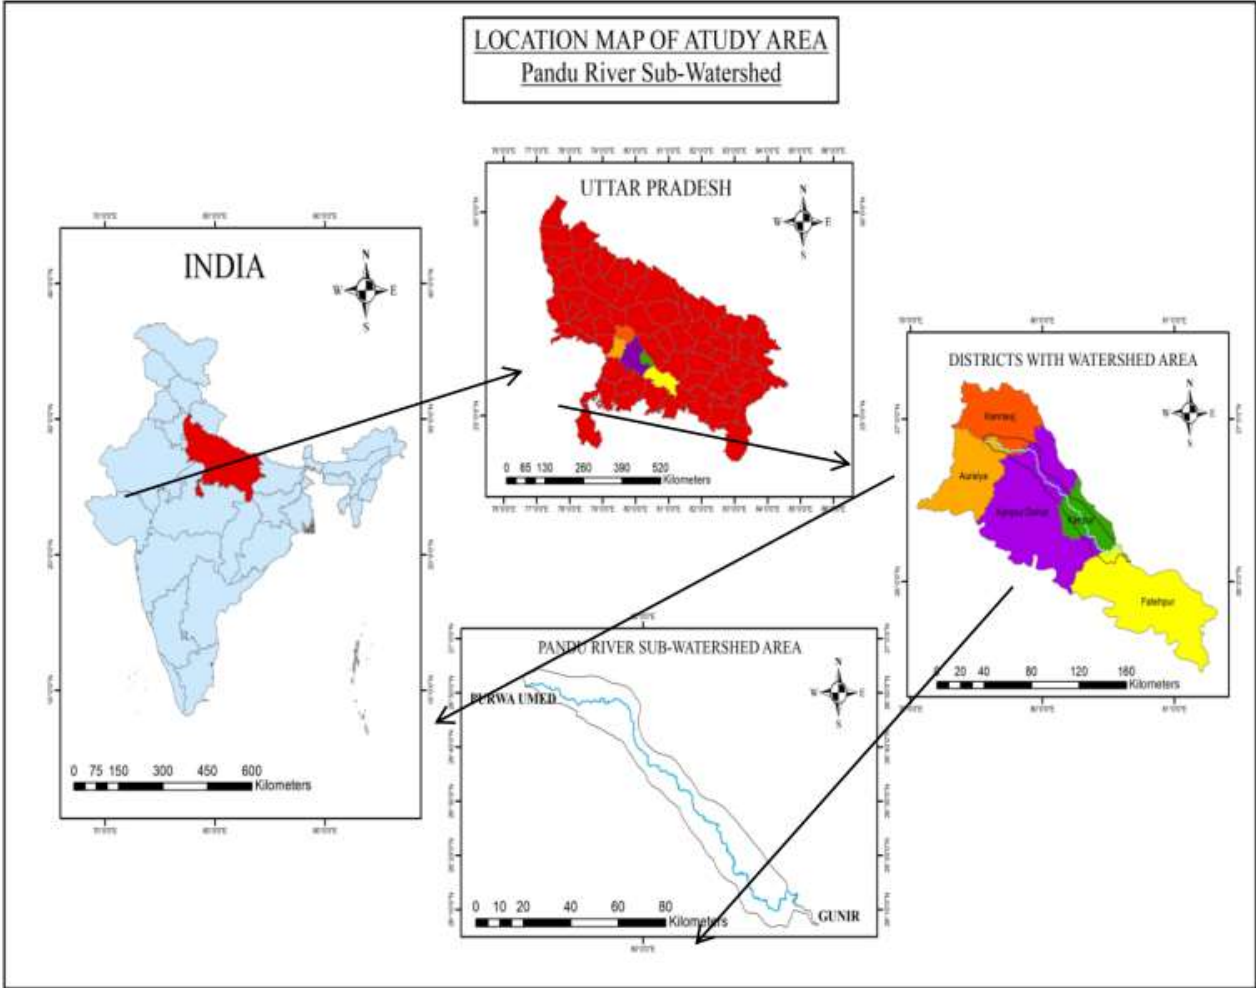 LOCATION MAP OF ATUDY AREA
Pandu River Sub-Watershed
UTTAR PRADESH
N
W E
S
0 65 130 260 390 520
Kilometers
INDIA
N
W E
S
0 75 150 300 450 600
Kilometers
DISTRICTS WITH WATERSHED AREA
N
W E
S
Kannauj
Auraiya
Kanpur Dehat
Kanpur
Fatehpur
0 20 40 80 120 160
Kilometers
PANDU RIVER SUB-WATERSHED AREA
N
W E
S
PURWA UMED
GUNIR
0 10 20 40 60 80
Kilometers